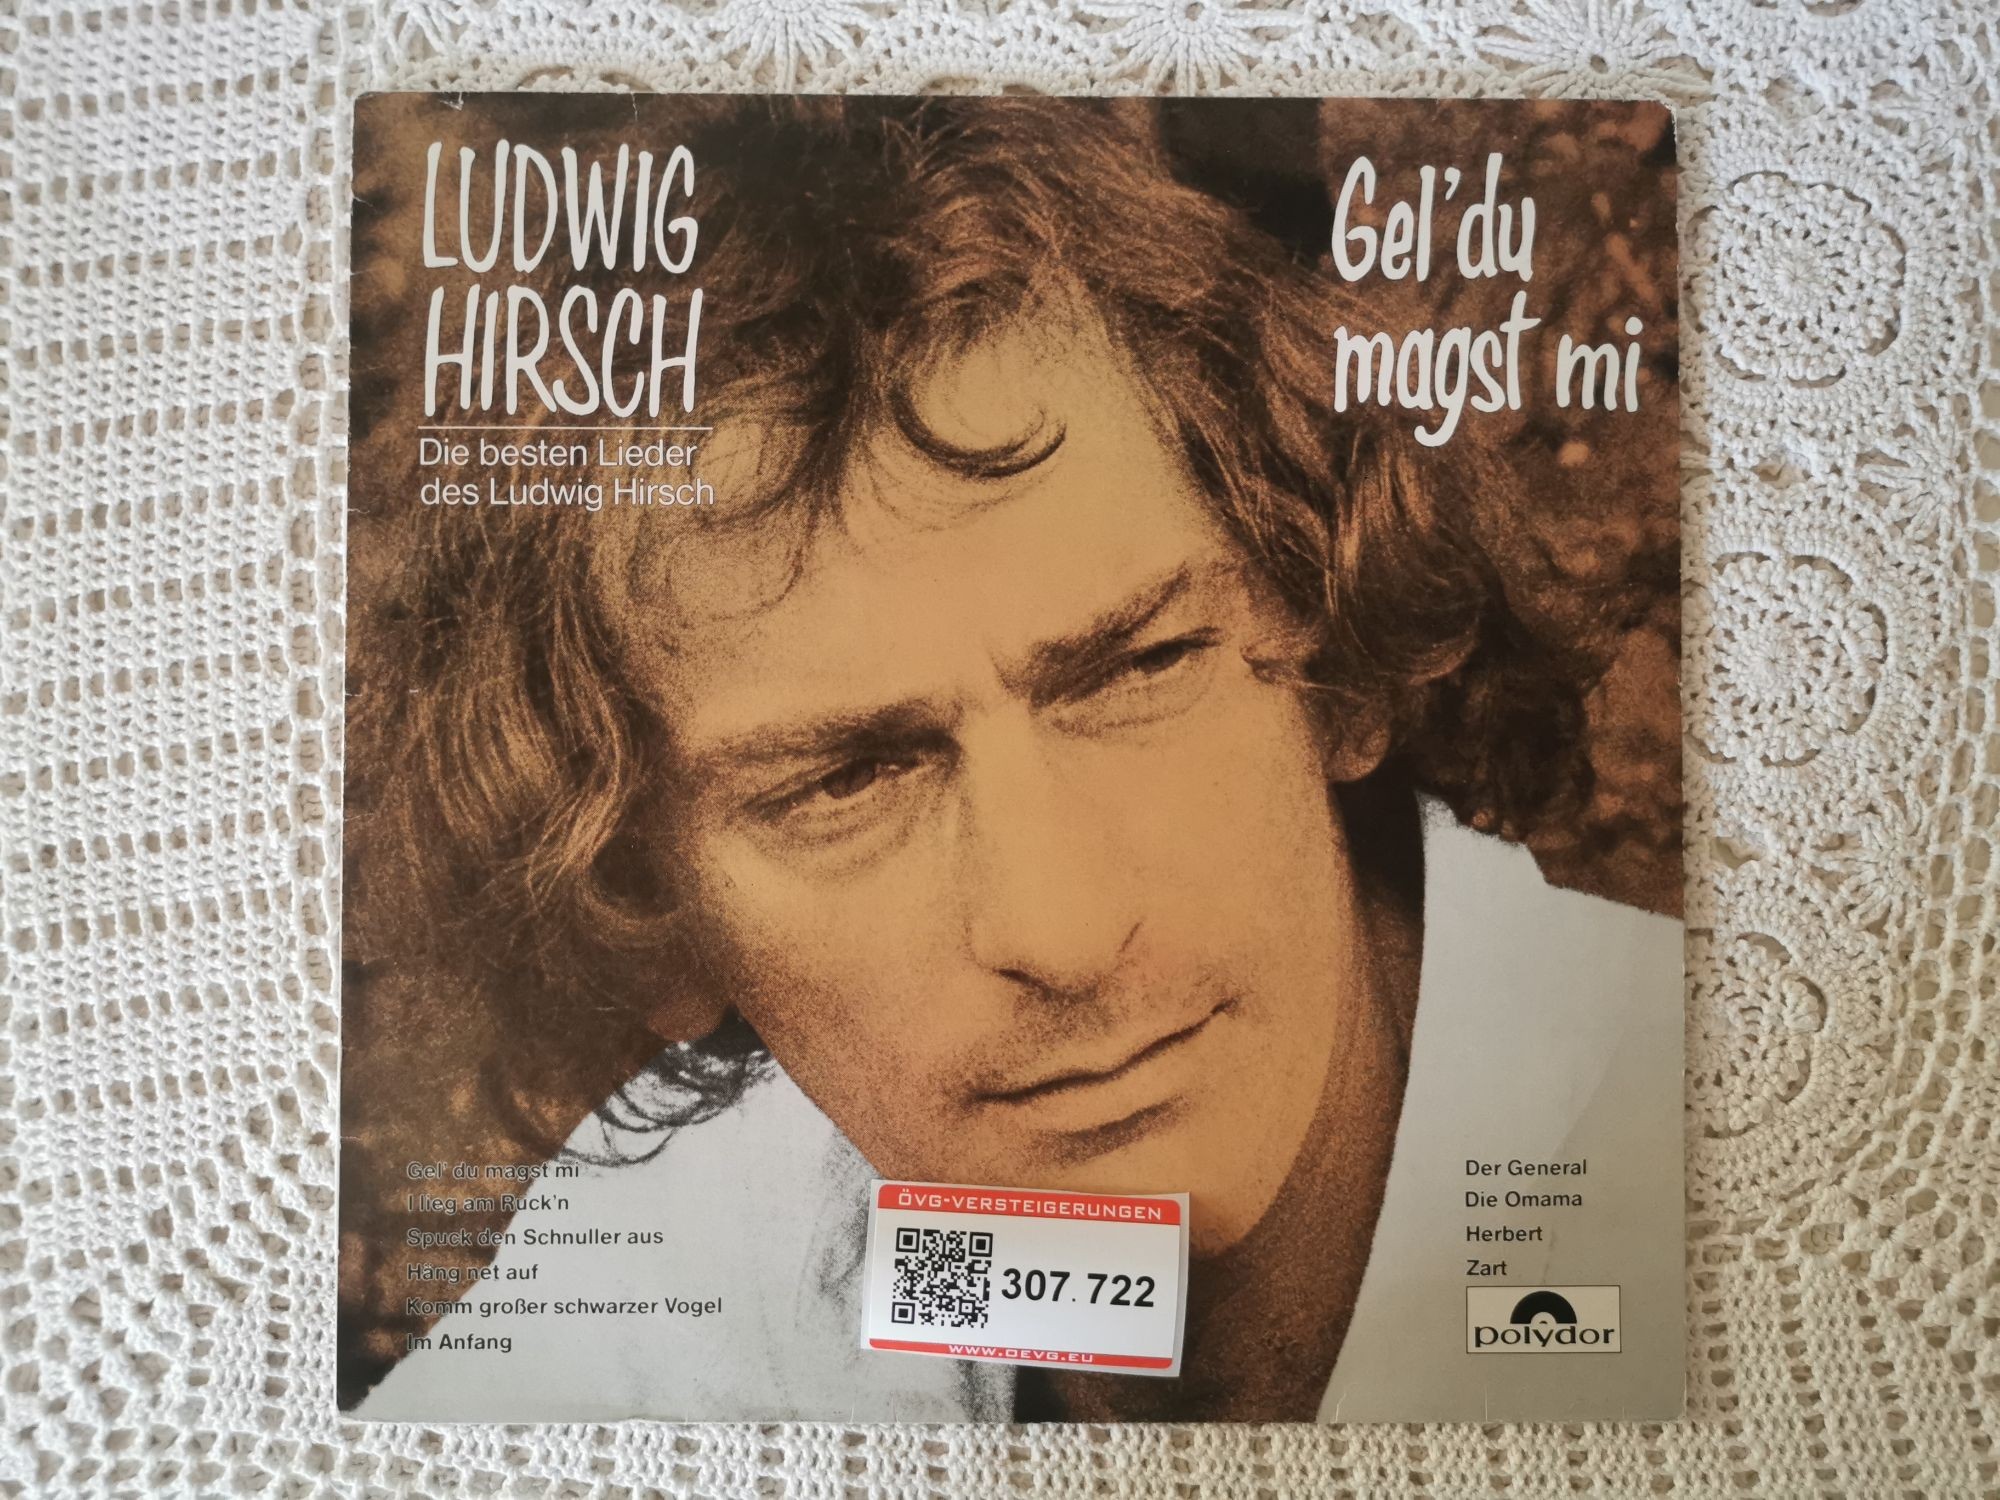 LUDWIG
HIRSCH
Die besten Lieder
des Ludwig Hirsch
Gel' du
magst mi
Gel' du magst mi
I lieg am Ruck'n
Spuck den Schnuller aus
Häng net auf
Komm großer schwarzer Vogel
Im Anfang
ÖVG-VERSTEIGERUNGEN
307.722
WWW.OEVG.EU
Der General
Die Omama
Herbert
Zart
polydor